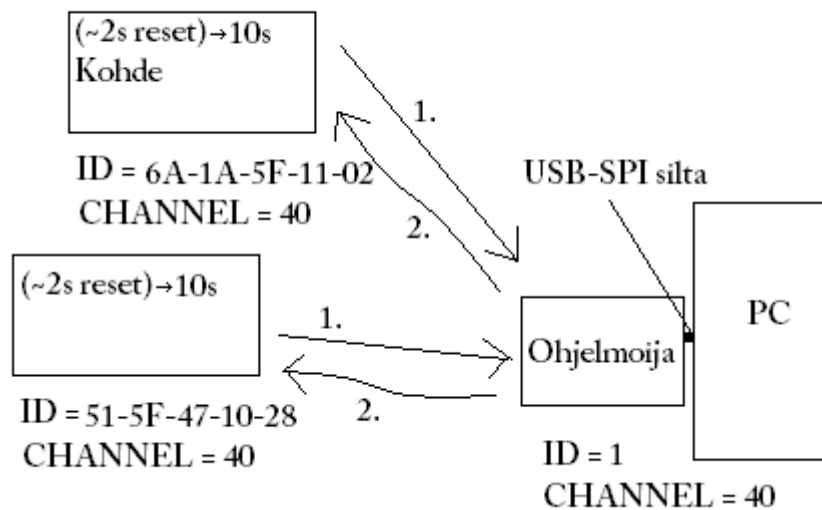 (~2s reset)→10s
Kohde
1.
ID = 6A-1A-5F-11-02
CHANNEL = 40
2.
USB-SPI silta
(~2s reset)→10s
1.
2.
ID = 51-5F-47-10-28
CHANNEL = 40
Ohjelmoija
PC
ID = 1
CHANNEL = 40